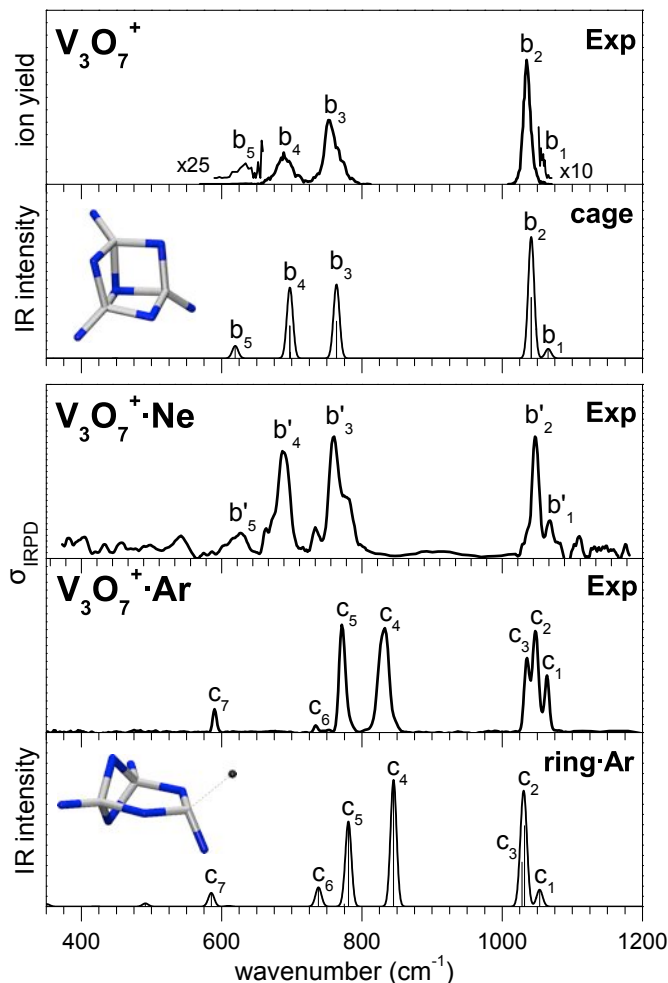 V₃O₇⁺
Exp
ion yield
x25
b₅
b₄
b₃
b₂
b₁
x10
cage
IR intensity
b₅
b₄
b₃
b₂
b₁
V₃O₇⁺·Ne
Exp
b'₅
b'₄
b'₃
b'₂
b'₁
σIRPD
V₃O₇⁺·Ar
Exp
c₇
c₆
c₅
c₄
c₃
c₂
c₁
ring·Ar
IR intensity
c₇
c₆
c₅
c₄
c₃
c₂
c₁
400 600 800 1000 1200
wavenumber (cm⁻¹)